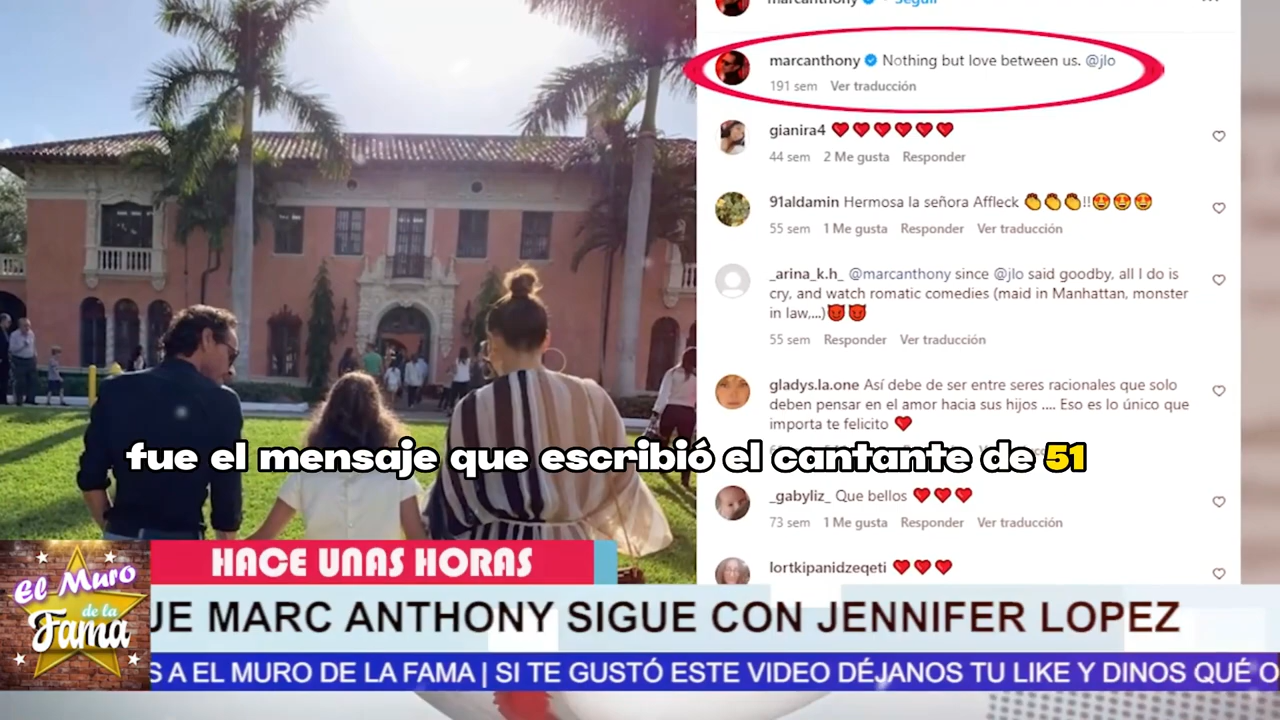 marcanthony Seguir
marcanthony Nothing but love between us. @jlo
191 sem Ver traducción
gianira4 ❤️❤️❤️❤️❤️❤️
44 sem 2 Me gusta Responder
91aldamin Hermosa la señora Affleck 👏👏👏!!😍😍😍
55 sem 1 Me gusta Responder Ver traducción
_arina_k.h_ @marcanthony since @jlo said goodby, all I do is
cry, and watch romatic comedies (maid in Manhattan, monster
in law,...)😈😈
55 sem Responder Ver traducción
gladys.la.one Así debe de ser entre seres racionales que solo
deben pensar en el amor hacia sus hijos .... Eso es lo único que
importa te felicito ❤️
fue el mensaje que escribió el cantante de 51
_gabyliz_ Que bellos ❤️❤️❤️
73 sem 1 Me gusta Responder Ver traducción
lortkipanidzeqeti ❤️❤️❤️
HACE UNAS HORAS
El Muro
de la
Fama
UE MARC ANTHONY SIGUE CON JENNIFER LOPEZ
S A EL MURO DE LA FAMA | SI TE GUSTÓ ESTE VIDEO DÉJANOS TU LIKE Y DINOS QUÉ O